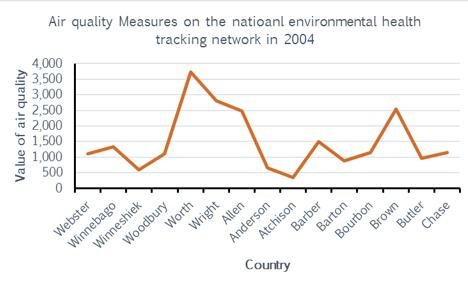 Air quality Measures on the natioanl environmental health
tracking network in 2004
Value of air quality
4,000
3,500
3,000
2,500
2,000
1,500
1,000
500
0
Webster
Winnebago
Winneshiek
Woodbury
Worth
Wright
Allen
Anderson
Atchison
Barber
Barton
Bourbon
Brown
Butler
Chase
Country